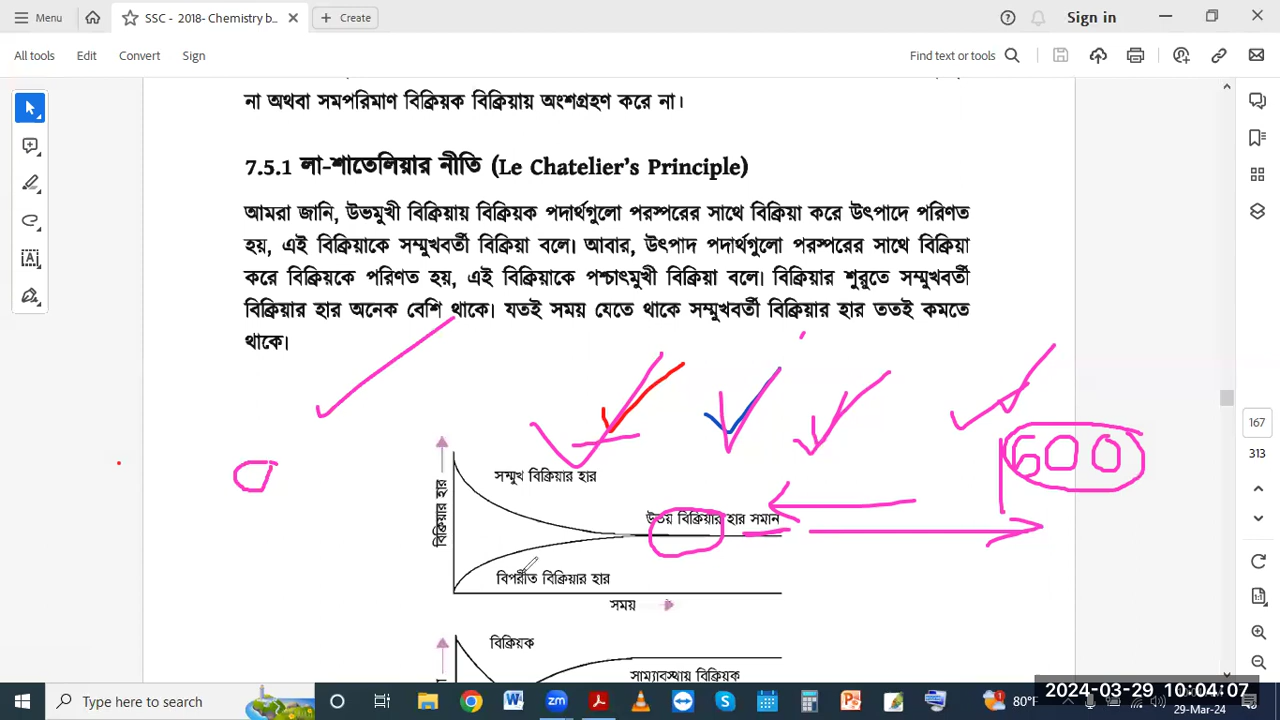 Menu
SSC - 2018- Chemistry b...
Create
Sign in
All tools
Edit
Convert
Sign
Find text or tools
না অথবা সমপরিমাণ বিক্রিয়ক বিক্রিয়ায় অংশগ্রহণ করে না।
7.5.1 লা-শাতেলিয়ার নীতি (Le Chatelier's Principle)
আমরা জানি, উভমুখী বিক্রিয়ায় বিক্রিয়ক পদার্থগুলো পরস্পরের সাথে বিক্রিয়া করে উৎপাদে পরিণত
হয়, এই বিক্রিয়াকে সম্মুখবর্তী বিক্রিয়া বলে। আবার, উৎপাদ পদার্থগুলো পরস্পরের সাথে বিক্রিয়া
করে বিক্রিয়কে পরিণত হয়, এই বিক্রিয়াকে পশ্চাৎমুখী বিক্রিয়া বলে। বিক্রিয়ার শুরুতে সম্মুখবর্তী
বিক্রিয়ার হার অনেক বেশি থাকে। যতই সময় যেতে থাকে সম্মুখবর্তী বিক্রিয়ার হার ততই কমতে
থাকে।
600
সম্মুখ বিক্রিয়ার হার
বিক্রিয়ার হার
উভয় বিক্রিয়ার হার সমান
বিপরীত বিক্রিয়ার হার
সময়
বিক্রিয়ক
সাম্যাবস্থায় বিক্রিয়ক
167
313
Type here to search
80°F
2024-03-29 10:04:07
29-Mar-24